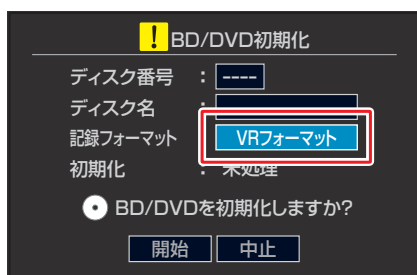 ! BD/DVD初期化
ディスク番号 : ----
ディスク名 :
記録フォーマット VRフォーマット
初期化 : 未処理
BD/DVDを初期化しますか?
開始 中止